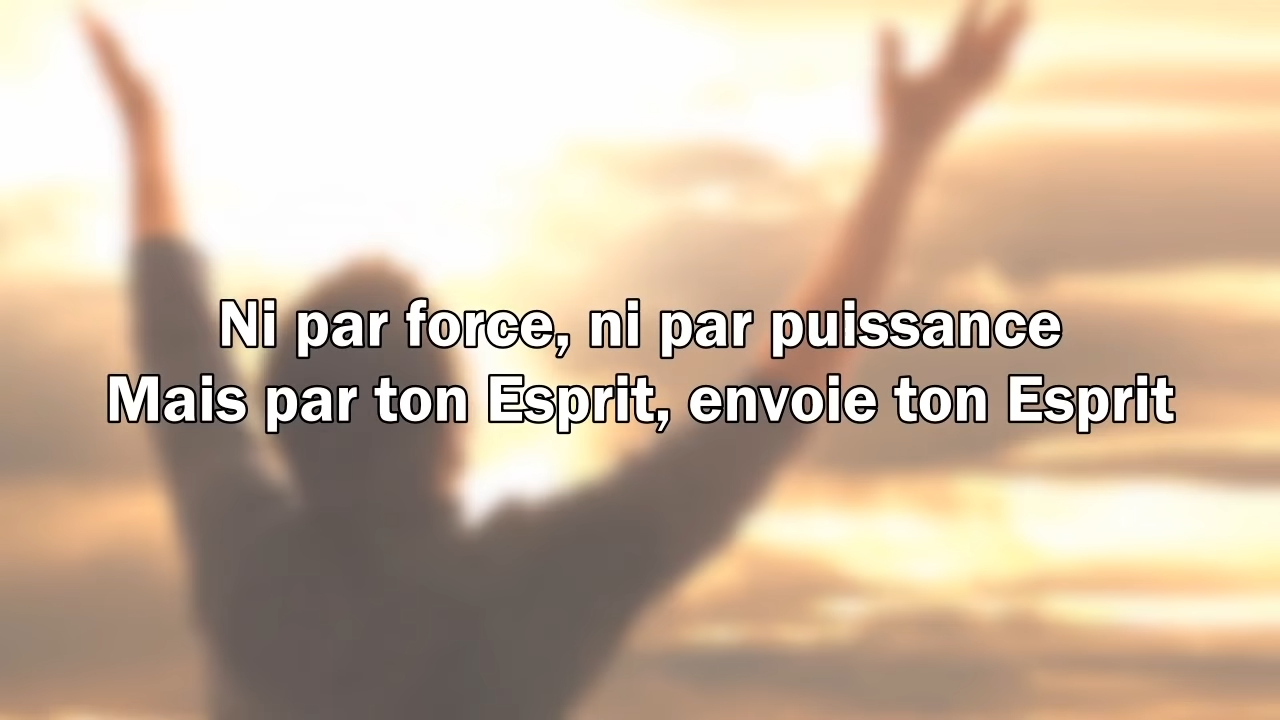 Ni par force, ni par puissance
Mais par ton Esprit, envoie ton Esprit